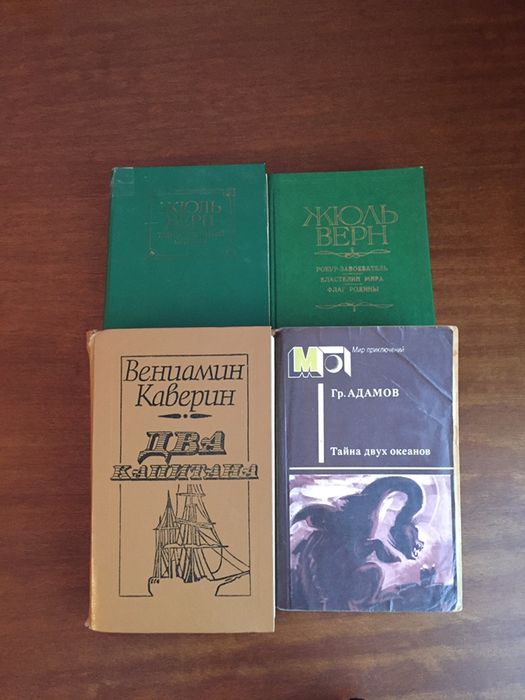 ЖЮЛЬ
ВЕРН
ЖЮЛЬ
ВЕРН
РОБУР-ЗАВОЕВАТЕЛЬ
ВЛАСТЕЛИН МИРА
ФЛАГ РОДИНЫ
Вениамин
Каверин
ДВА
КАПИТАНА
Мир приключений
Гр. АДАМОВ
Тайна двух океанов